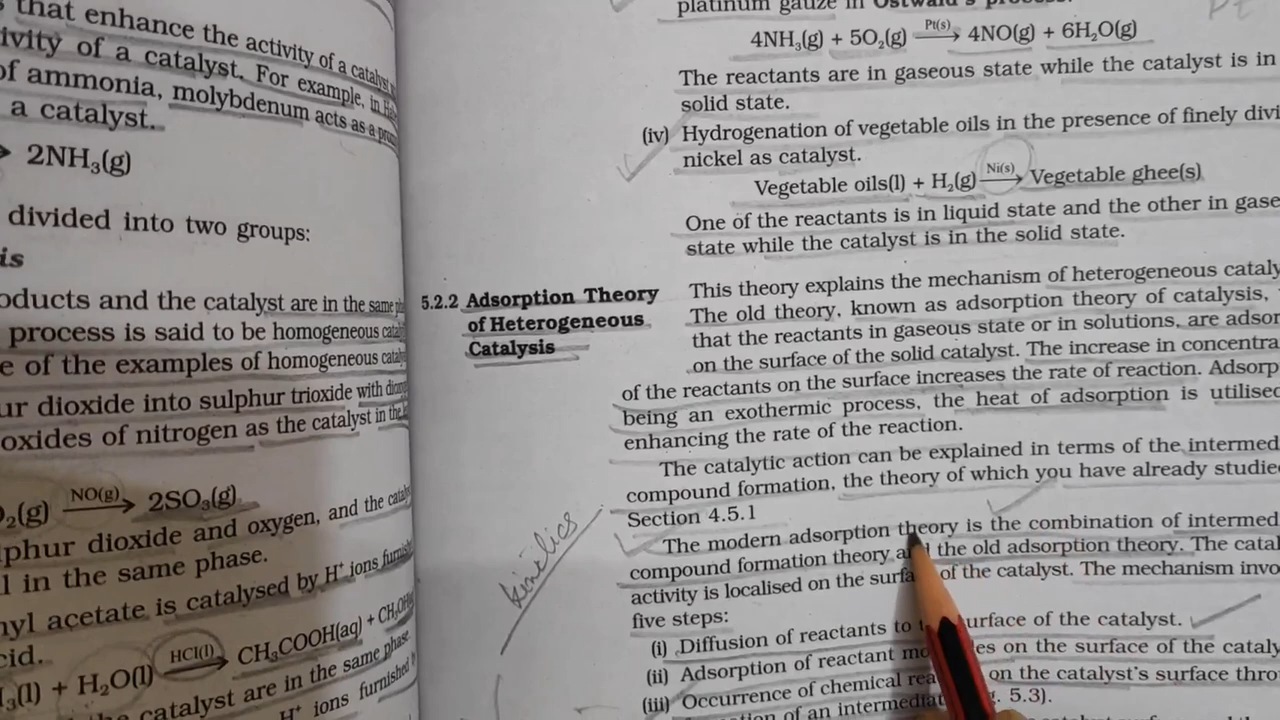 that enhance the activity of a catalyst
ivity of a catalyst. For example, in
of ammonia, molybdenum acts as a
a catalyst.
→ 2NH₃(g)
divided into two groups:
is
oducts and the catalyst are in the same
process is said to be homogeneous
e of the examples of homogeneous
ur dioxide into sulphur trioxide with
oxides of nitrogen as the catalyst in the
O₂(g) NO(g) → 2SO₃(g)
lphur dioxide and oxygen, and the
l in the same phase.
hyl acetate is catalysed by H⁺ ions
cid.
₃(l) + H₂O(l) HCl(l) → CH₃COOH(aq) +
catalyst are in the same phase.
H⁺ ions furnished
platinum gauze in Ostwald's process.
4NH₃(g) + 5O₂(g) Pt(s) → 4NO(g) + 6H₂O(g)
The reactants are in gaseous state while the catalyst is in
solid state.
(iv) Hydrogenation of vegetable oils in the presence of finely divi
nickel as catalyst.
Vegetable oils(l) + H₂(g) Ni(s) → Vegetable ghee(s)
One of the reactants is in liquid state and the other in gase
state while the catalyst is in the solid state.
5.2.2 Adsorption Theory
of Heterogeneous
Catalysis
This theory explains the mechanism of heterogeneous cataly
The old theory, known as adsorption theory of catalysis,
that the reactants in gaseous state or in solutions, are adsor
on the surface of the solid catalyst. The increase in concentra
of the reactants on the surface increases the rate of reaction. Adsorp
being an exothermic process, the heat of adsorption is utilised
enhancing the rate of the reaction.
The catalytic action can be explained in terms of the intermed
compound formation, the theory of which you have already studie
Section 4.5.1
kinetics
The modern adsorption theory is the combination of intermed
compound formation theory and the old adsorption theory. The catal
activity is localised on the surfa of the catalyst. The mechanism invo
five steps:
(i) Diffusion of reactants to urface of the catalyst.
(ii) Adsorption of reactant mo les on the surface of the cataly
(iii) Occurrence of chemical rea on the catalyst's surface thro
of an intermediat 5.3).